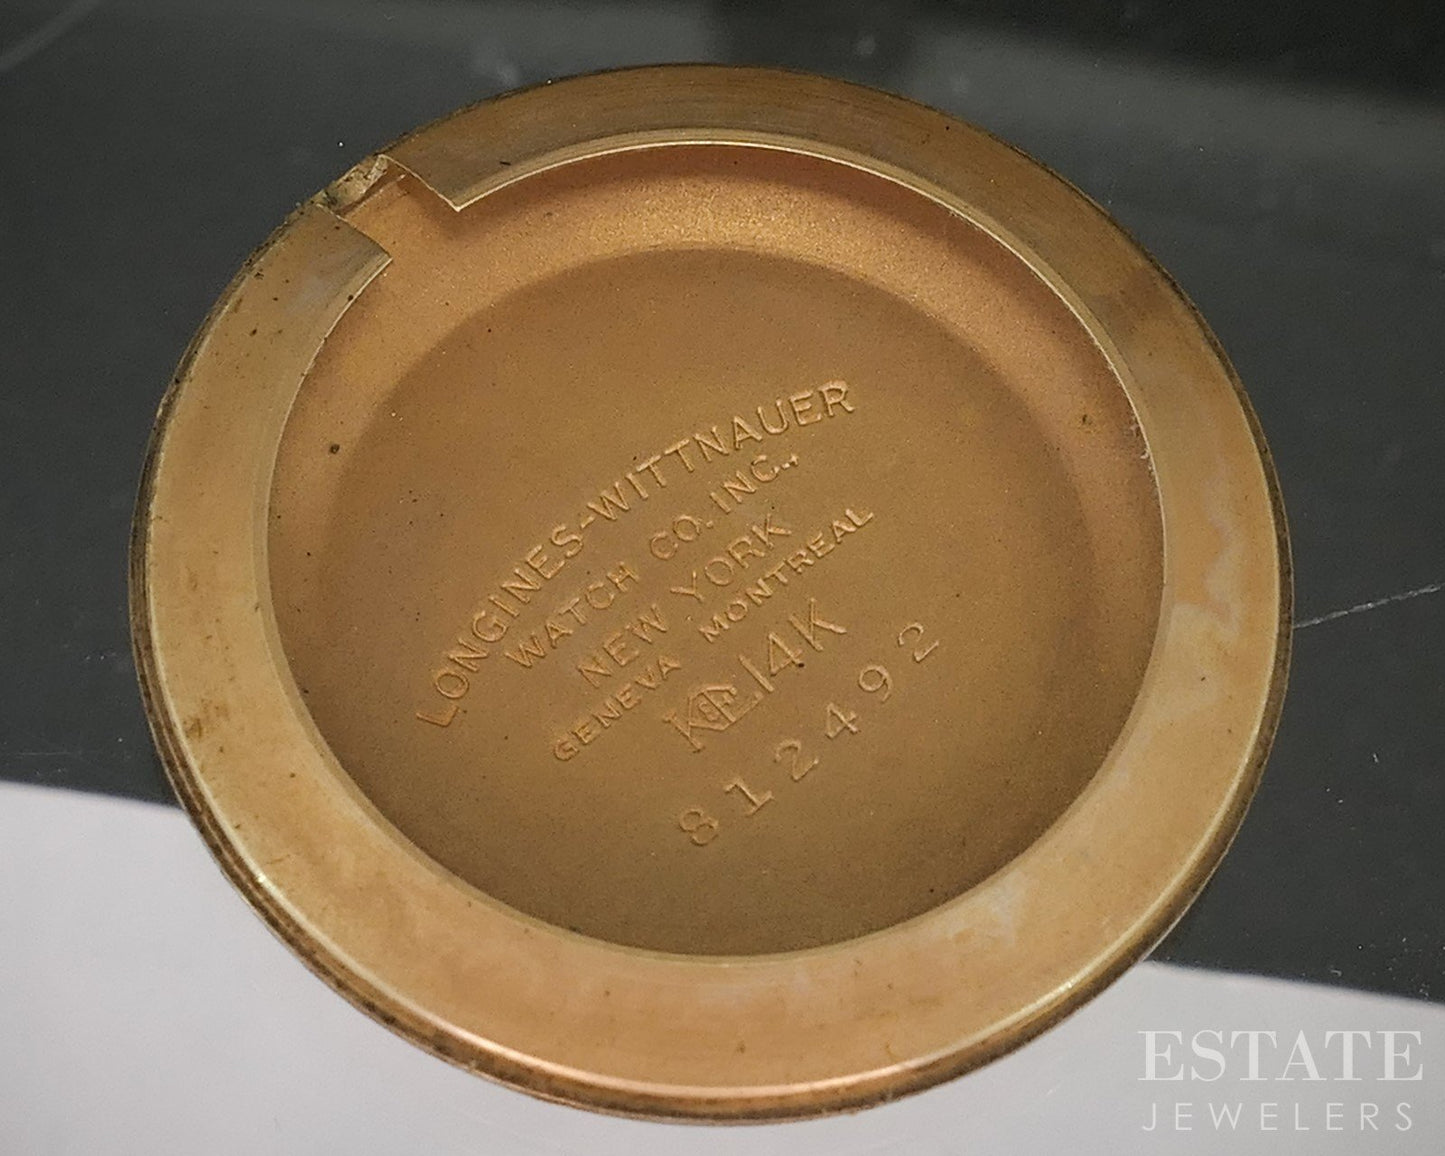 LONGINES-WITTNAUER
WATCH CO. INC.,
NEW YORK
GENEVA MONTREAL
14K
812492
ESTATE
JEWELERS